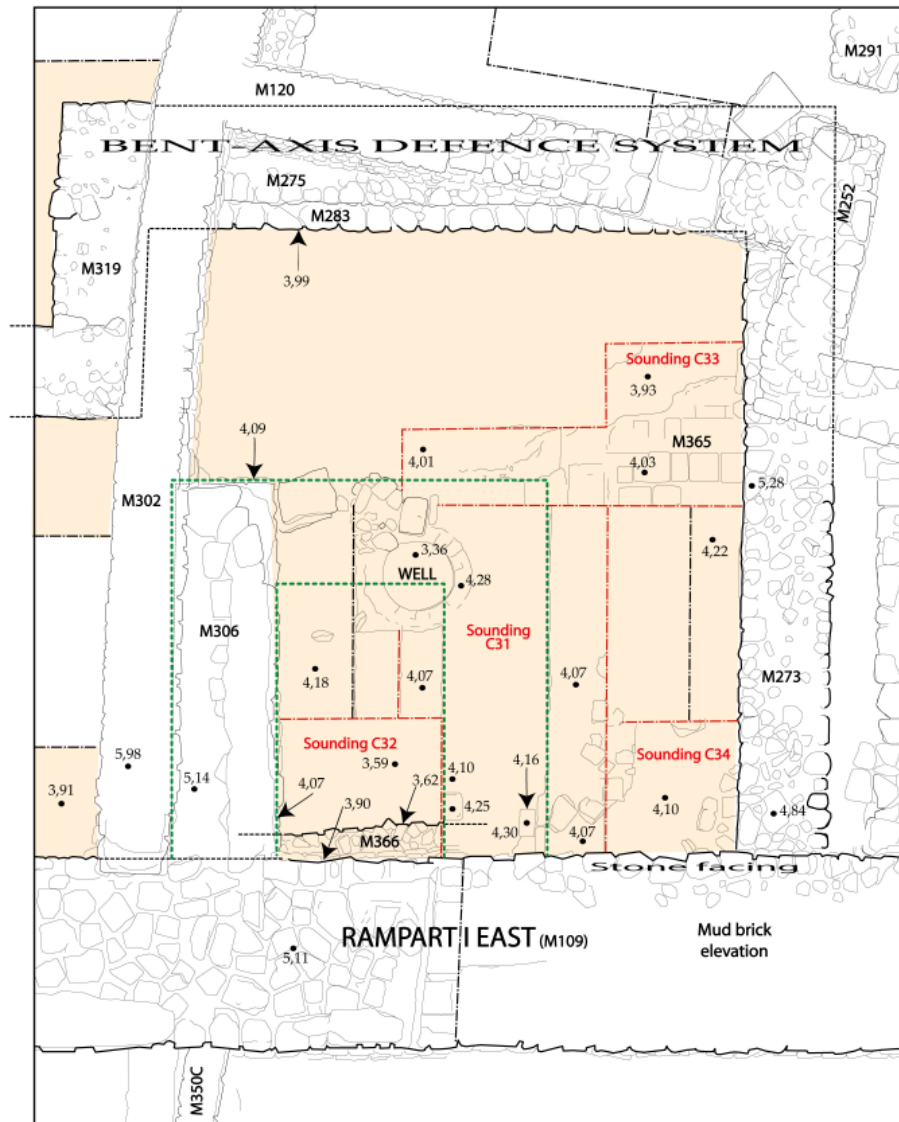 M291
M120
BENT-AXIS DEFENCE SYSTEM
M275
M252
M283
M319
3,99
Sounding C33
3,93
4,09
M365
4,01
4,03
M302
5,28
3,36
4,22
WELL
4,28
M306
Sounding
C31
4,18
4,07
4,07
M273
Sounding C32
Sounding C34
5,98
3,59
4,16
3,91
5,14
4,07
3,62
4,10
4,10
3,90
4,25
4,30
4,84
M366
4,07
Stone facing
RAMPART I EAST (M109)
Mud brick
elevation
5,11
M350C